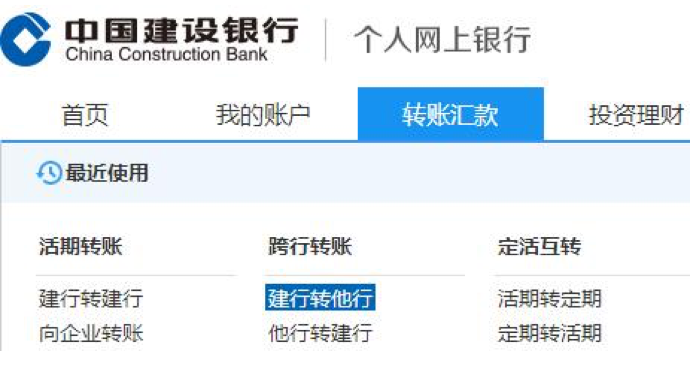 中国建设银行 个人网上银行
China Construction Bank
首页 我的账户 转账汇款 投资理财
最近使用
活期转账 跨行转账 定活互转
建行转建行 建行转他行 活期转定期
向企业转账 他行转建行 定期转活期